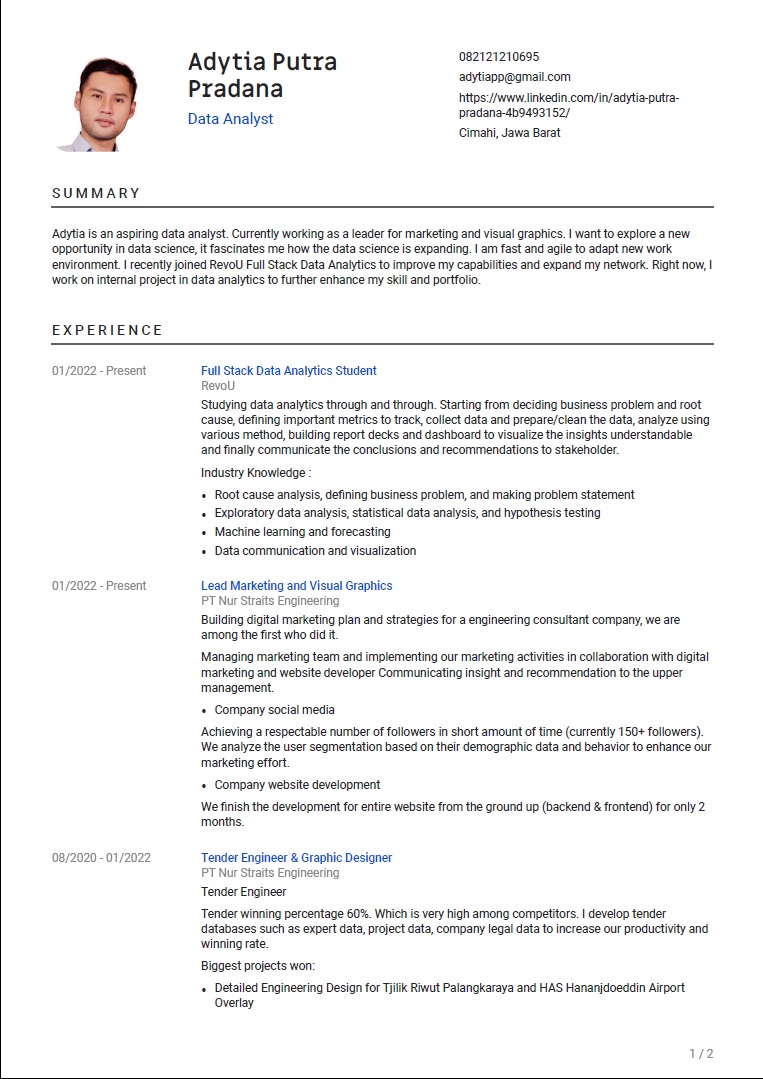 Adytia Putra
Pradana
Data Analyst
082121210695
adytiapp@gmail.com
https://www.linkedin.com/in/adytia-putra-
pradana-4b9493152/
Cimahi, Jawa Barat
SUMMARY
Adytia is an aspiring data analyst. Currently working as a leader for marketing and visual graphics. I want to explore a new
opportunity in data science, it fascinates me how the data science is expanding. I am fast and agile to adapt new work
environment. I recently joined RevoU Full Stack Data Analytics to improve my capabilities and expand my network. Right now, I
work on internal project in data analytics to further enhance my skill and portfolio.
EXPERIENCE
01/2022 - Present
Full Stack Data Analytics Student
RevoU
Studying data analytics through and through. Starting from deciding business problem and root
cause, defining important metrics to track, collect data and prepare/clean the data, analyze using
various method, building report decks and dashboard to visualize the insights understandable
and finally communicate the conclusions and recommendations to stakeholder.
Industry Knowledge :
• Root cause analysis, defining business problem, and making problem statement
• Exploratory data analysis, statistical data analysis, and hypothesis testing
• Machine learning and forecasting
• Data communication and visualization
01/2022 - Present
Lead Marketing and Visual Graphics
PT Nur Straits Engineering
Building digital marketing plan and strategies for a engineering consultant company, we are
among the first who did it.
Managing marketing team and implementing our marketing activities in collaboration with digital
marketing and website developer Communicating insight and recommendation to the upper
management.
• Company social media
Achieving a respectable number of followers in short amount of time (currently 150+ followers).
We analyze the user segmentation based on their demographic data and behavior to enhance our
marketing effort.
• Company website development
We finish the development for entire website from the ground up (backend & frontend) for only 2
months.
08/2020 - 01/2022
Tender Engineer & Graphic Designer
PT Nur Straits Engineering
Tender Engineer
Tender winning percentage 60%. Which is very high among competitors. I develop tender
databases such as expert data, project data, company legal data to increase our productivity and
winning rate.
Biggest projects won:
• Detailed Engineering Design for Tjilik Riwut Palangkaraya and HAS Hananjdoeddin Airport
Overlay
1 / 2